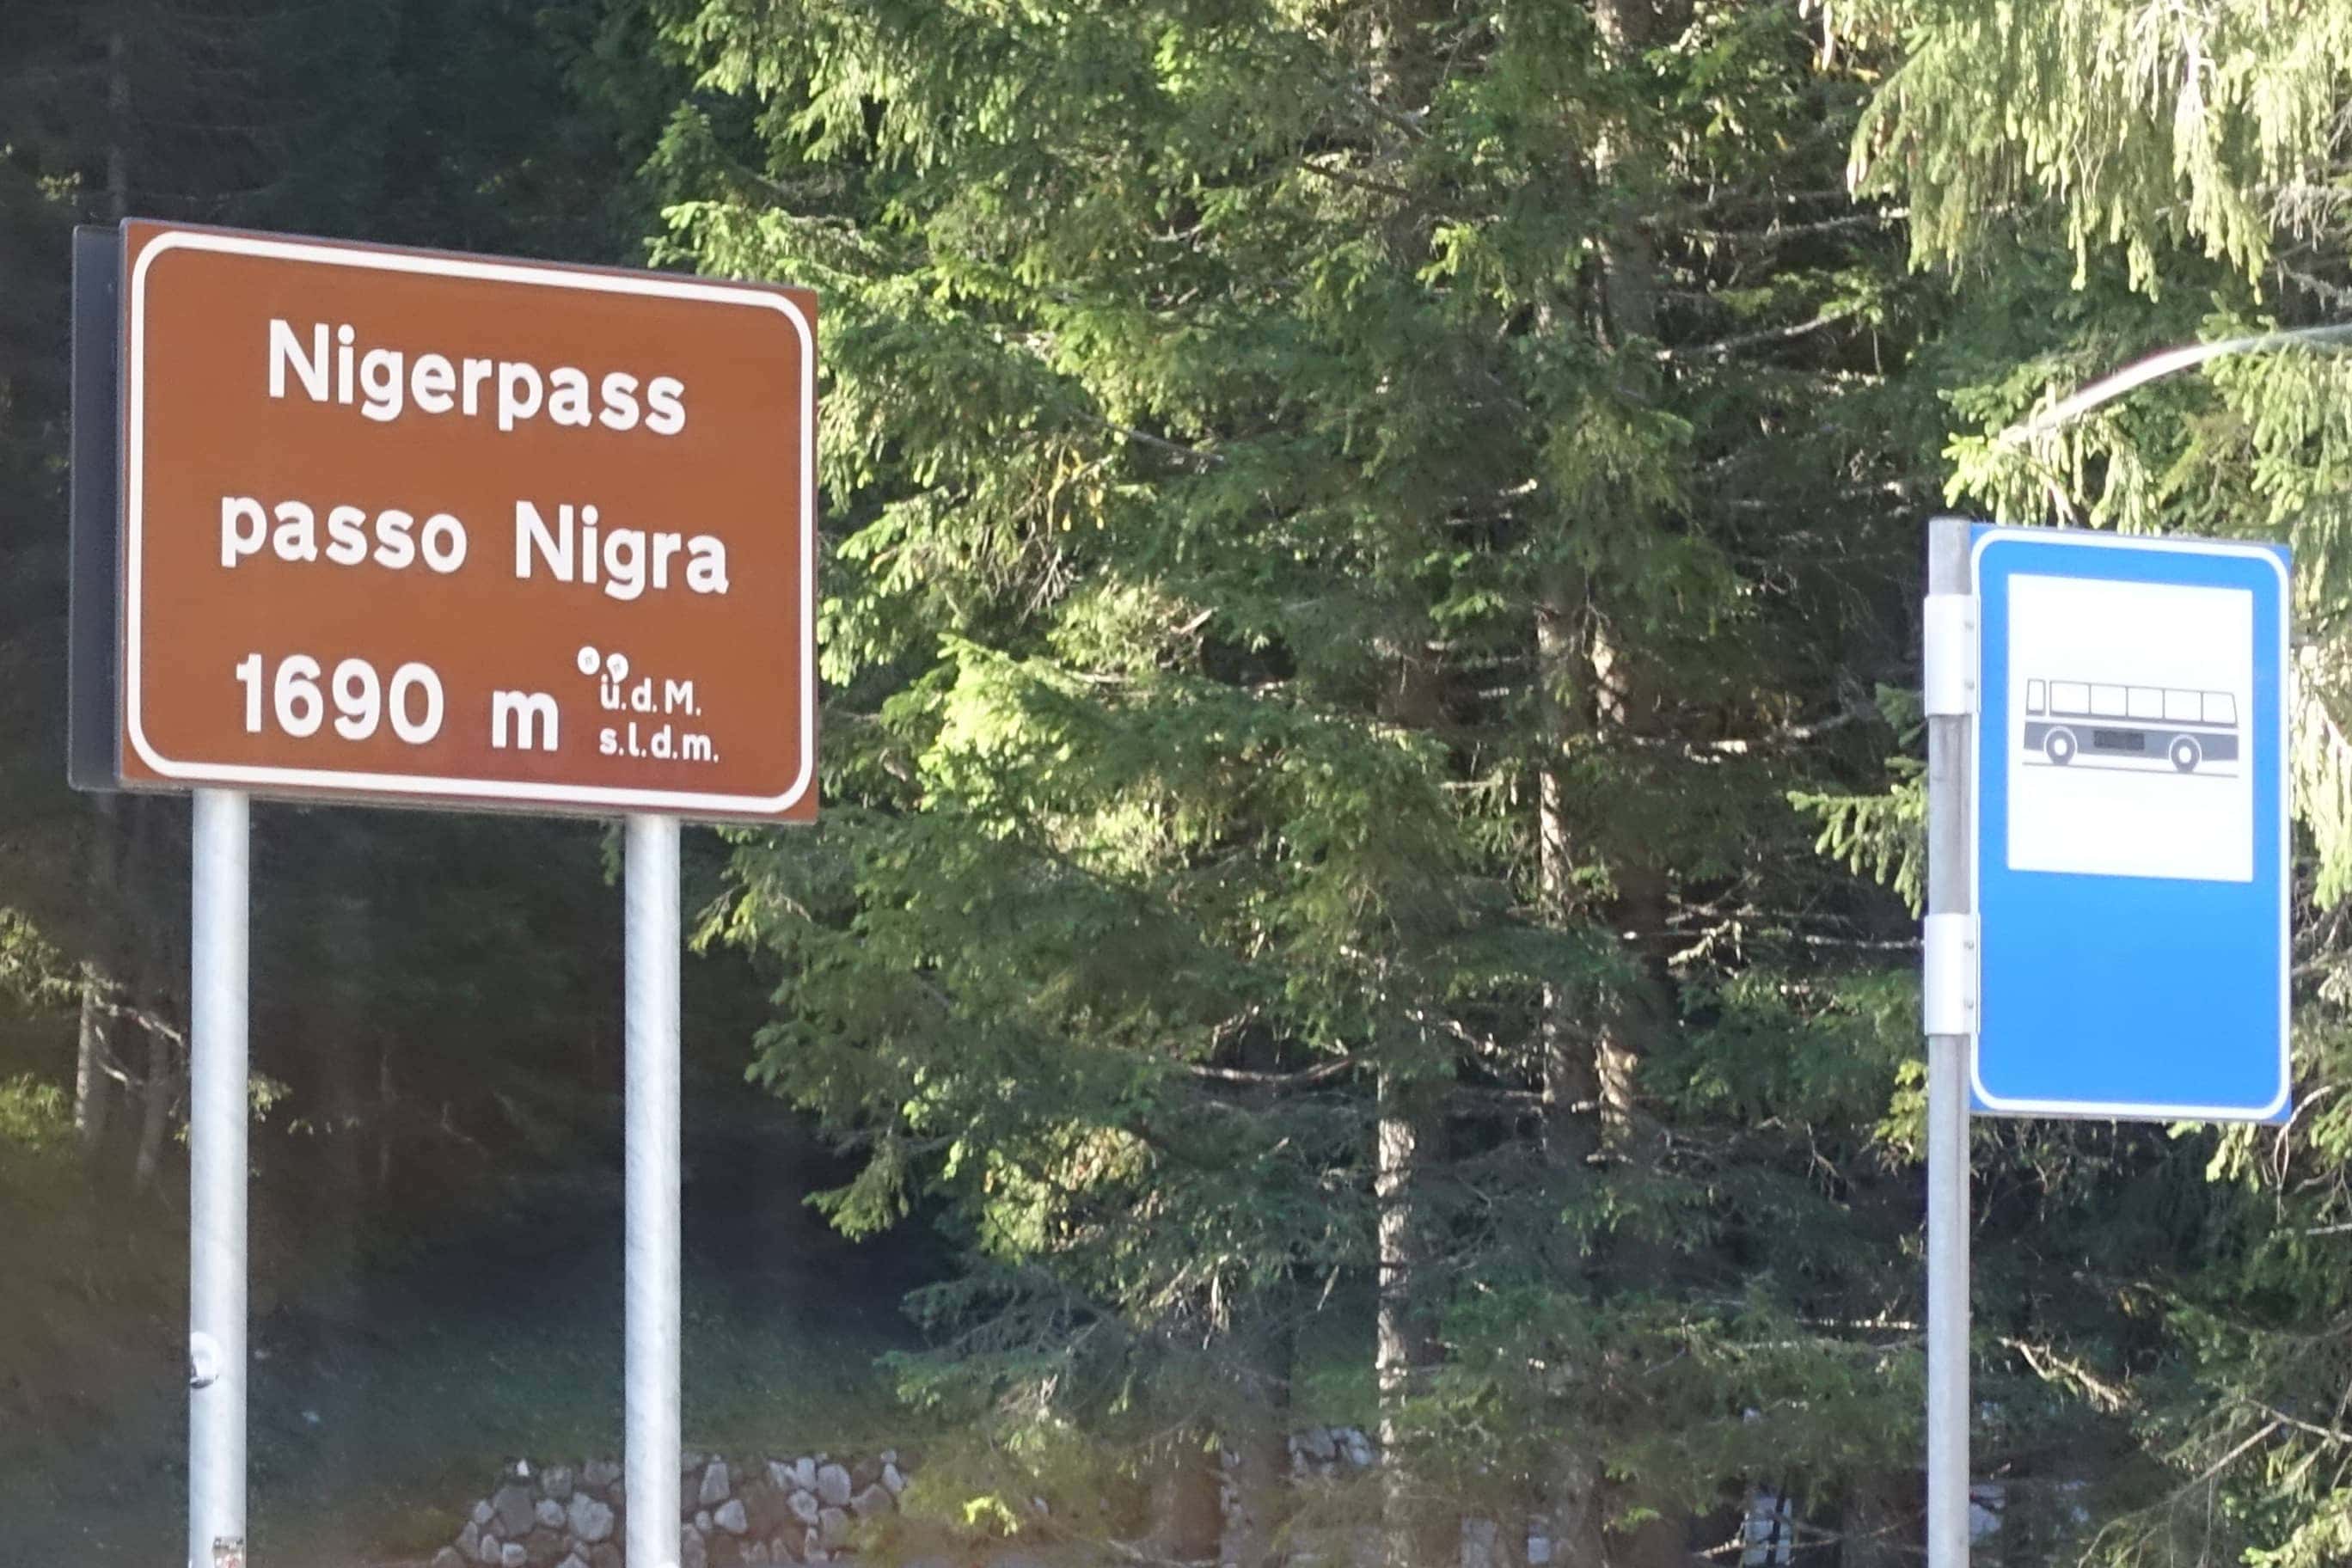 Nigerpass
passo Nigra
1690 m ü.d.M.
s.l.d.m.